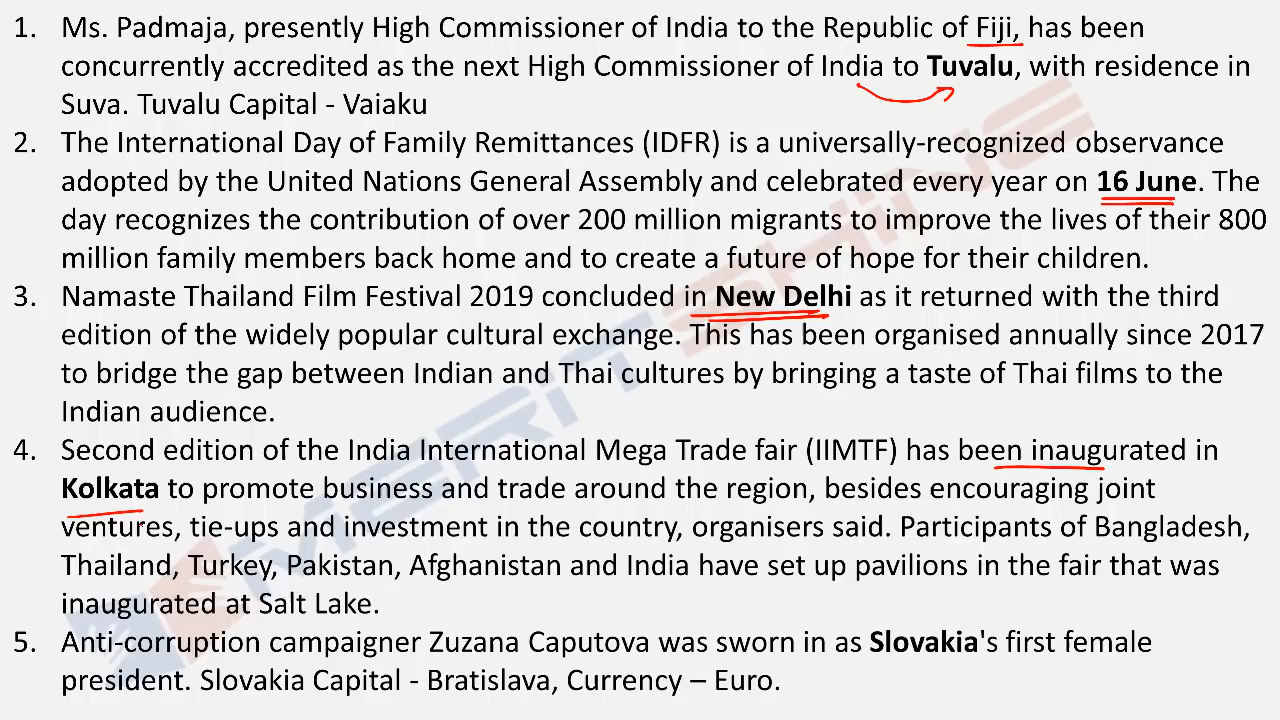 1. Ms. Padmaja, presently High Commissioner of India to the Republic of Fiji, has been
concurrently accredited as the next High Commissioner of India to Tuvalu, with residence in
Suva. Tuvalu Capital - Vaiaku
2. The International Day of Family Remittances (IDFR) is a universally-recognized observance
adopted by the United Nations General Assembly and celebrated every year on 16 June. The
day recognizes the contribution of over 200 million migrants to improve the lives of their 800
million family members back home and to create a future of hope for their children.
3. Namaste Thailand Film Festival 2019 concluded in New Delhi as it returned with the third
edition of the widely popular cultural exchange. This has been organised annually since 2017
to bridge the gap between Indian and Thai cultures by bringing a taste of Thai films to the
Indian audience.
4. Second edition of the India International Mega Trade fair (IIMTF) has been inaugurated in
Kolkata to promote business and trade around the region, besides encouraging joint
ventures, tie-ups and investment in the country, organisers said. Participants of Bangladesh,
Thailand, Turkey, Pakistan, Afghanistan and India have set up pavilions in the fair that was
inaugurated at Salt Lake.
5. Anti-corruption campaigner Zuzana Caputova was sworn in as Slovakia's first female
president. Slovakia Capital - Bratislava, Currency – Euro.
MERIT SHINE